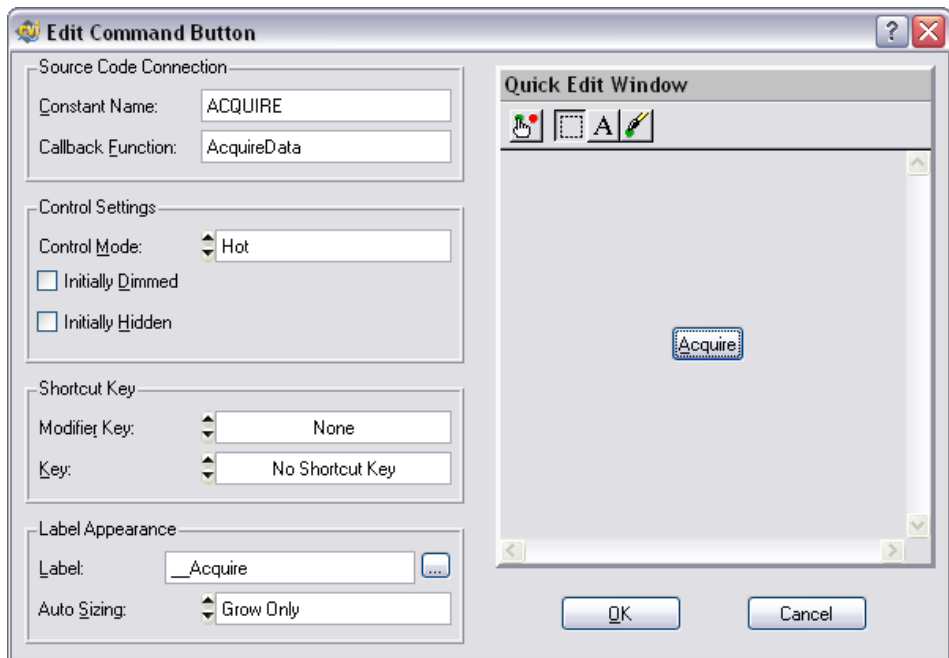 Edit Command Button
Source Code Connection
Constant Name: ACQUIRE
Callback Function: AcquireData
Control Settings
Control Mode: Hot
Initially Dimmed
Initially Hidden
Shortcut Key
Modifier Key: None
Key: No Shortcut Key
Label Appearance
Label: __Acquire ...
Auto Sizing: Grow Only
Quick Edit Window
A
Acquire
OK Cancel